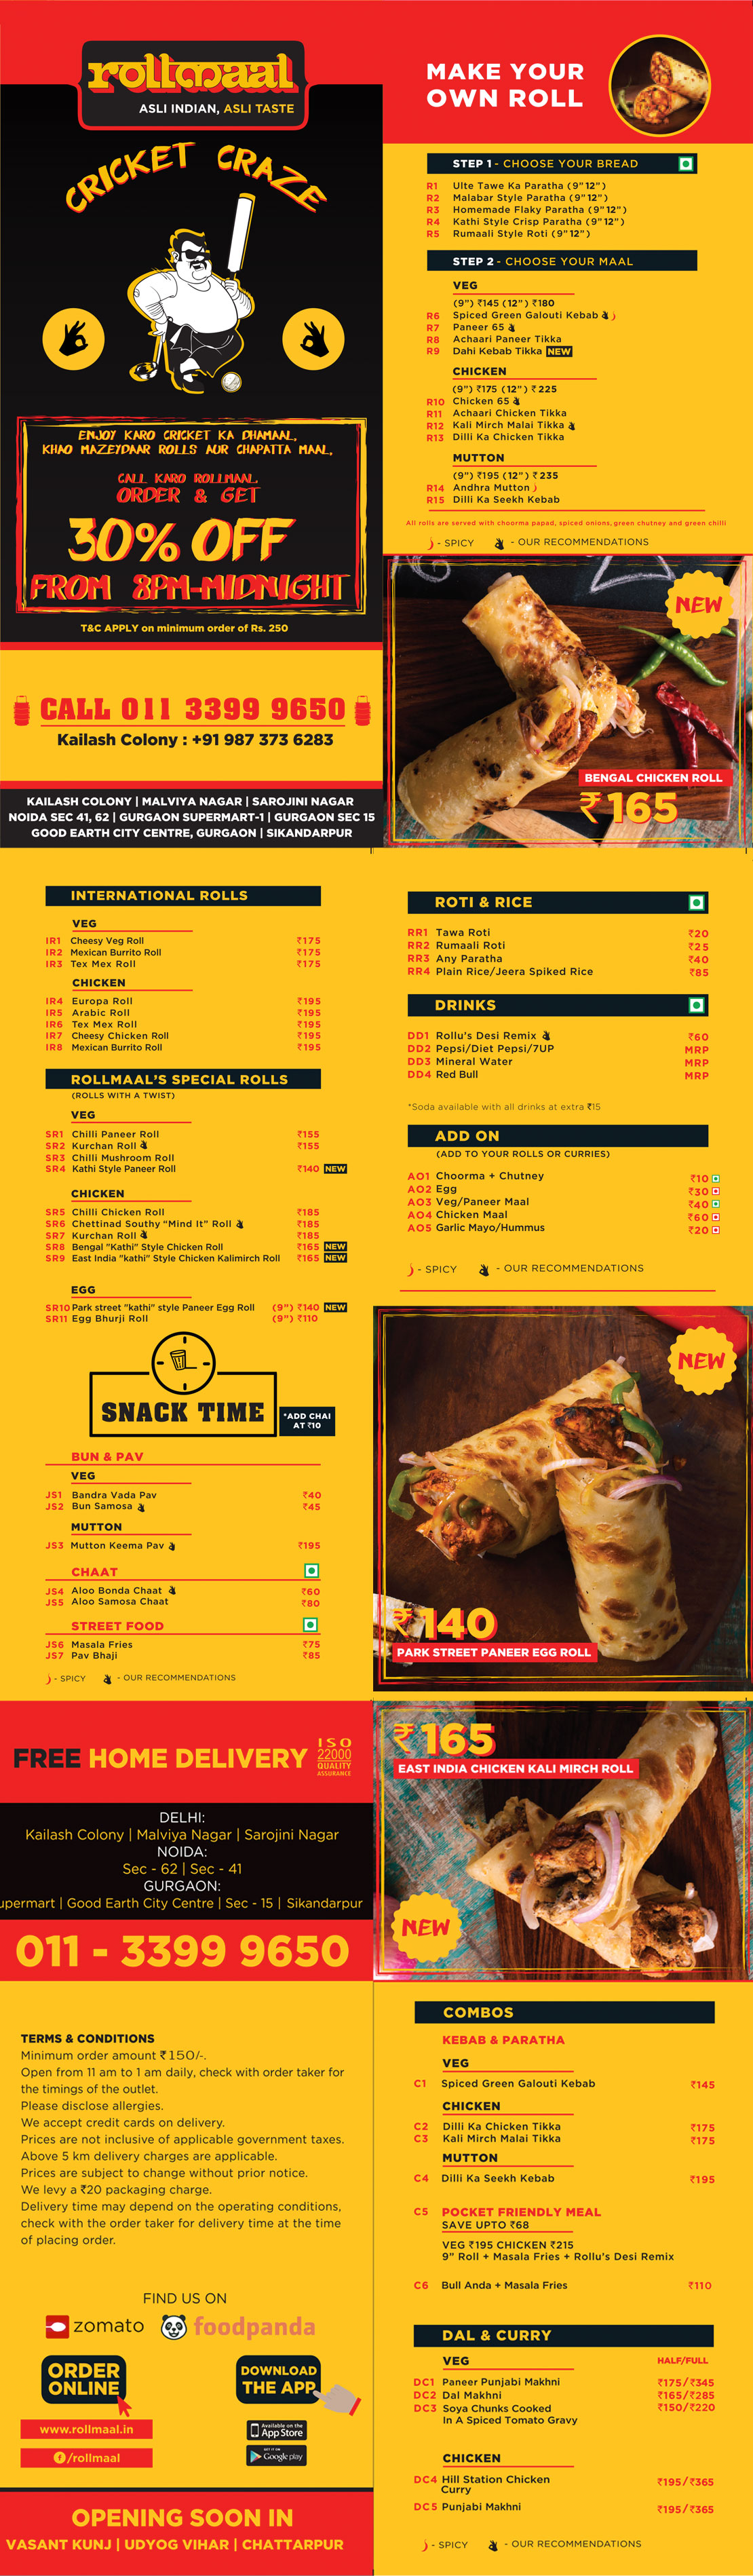 rollmaal
ASLI INDIAN, ASLI TASTE
CRICKET CRAZE
ENJOY KARO CRICKET KA DHAMAAL,
KHAO MAZEYDAAR ROLLS AUR CHAPATTA MAAL,
CALL KARO ROLLMAAL
ORDER & GET
30% OFF
FROM 8PM-MIDNIGHT
T&C APPLY on minimum order of Rs. 250
CALL 011 3399 9650
Kailash Colony : +91 987 373 6283
KAILASH COLONY | MALVIYA NAGAR | SAROJINI NAGAR
NOIDA SEC 41, 62 | GURGAON SUPERMART-1 | GURGAON SEC 15
GOOD EARTH CITY CENTRE, GURGAON | SIKANDARPUR
MAKE YOUR
OWN ROLL
STEP 1 - CHOOSE YOUR BREAD
R1 Ulte Tawe Ka Paratha (9" 12")
R2 Malabar Style Paratha (9" 12")
R3 Homemade Flaky Paratha (9" 12")
R4 Kathi Style Crisp Paratha (9" 12")
R5 Rumaali Style Roti (9" 12")
STEP 2 - CHOOSE YOUR MAAL
VEG
(9") ₹145 (12") ₹180
R6 Spiced Green Galouti Kebab
R7 Paneer 65
R8 Achaari Paneer Tikka
R9 Dahi Kebab Tikka NEW
CHICKEN
(9") ₹175 (12") ₹ 225
R10 Chicken 65
R11 Achaari Chicken Tikka
R12 Kali Mirch Malai Tikka
R13 Dilli Ka Chicken Tikka
MUTTON
(9") ₹195 (12") ₹ 235
R14 Andhra Mutton
R15 Dilli Ka Seekh Kebab
All rolls are served with choorma papad, spiced onions, green chutney and green chilli
- SPICY - OUR RECOMMENDATIONS
NEW
BENGAL CHICKEN ROLL
₹ 165
INTERNATIONAL ROLLS
VEG
IR1 Cheesy Veg Roll ₹175
IR2 Mexican Burrito Roll ₹175
IR3 Tex Mex Roll ₹175
CHICKEN
IR4 Europa Roll ₹195
IR5 Arabic Roll ₹195
IR6 Tex Mex Roll ₹195
IR7 Cheesy Chicken Roll ₹195
IR8 Mexican Burrito Roll ₹195
ROLLMAAL'S SPECIAL ROLLS
(ROLLS WITH A TWIST)
VEG
SR1 Chilli Paneer Roll ₹155
SR2 Kurchan Roll ₹155
SR3 Chilli Mushroom Roll
SR4 Kathi Style Paneer Roll ₹140 NEW
CHICKEN
SR5 Chilli Chicken Roll ₹185
SR6 Chettinad Southy "Mind It" Roll ₹185
SR7 Kurchan Roll ₹185
SR8 Bengal "Kathi" Style Chicken Roll ₹165 NEW
SR9 East India "kathi" Style Chicken Kalimirch Roll ₹165 NEW
EGG
SR10 Park street "kathi" style Paneer Egg Roll (9") ₹140 NEW
SR11 Egg Bhurji Roll (9") ₹110
SNACK TIME
*ADD CHAI
AT ₹10
BUN & PAV
VEG
JS1 Bandra Vada Pav ₹40
JS2 Bun Samosa ₹45
MUTTON
JS3 Mutton Keema Pav ₹195
CHAAT
JS4 Aloo Bonda Chaat ₹60
JS5 Aloo Samosa Chaat ₹80
STREET FOOD
JS6 Masala Fries ₹75
JS7 Pav Bhaji ₹85
- SPICY - OUR RECOMMENDATIONS
ROTI & RICE
RR1 Tawa Roti ₹20
RR2 Rumaali Roti ₹25
RR3 Any Paratha ₹40
RR4 Plain Rice/Jeera Spiked Rice ₹85
DRINKS
DD1 Rollu's Desi Remix ₹60
DD2 Pepsi/Diet Pepsi/7UP MRP
DD3 Mineral Water MRP
DD4 Red Bull MRP
*Soda available with all drinks at extra ₹15
ADD ON
(ADD TO YOUR ROLLS OR CURRIES)
AO1 Choorma + Chutney ₹10
AO2 Egg ₹30
AO3 Veg/Paneer Maal ₹40
AO4 Chicken Maal ₹60
AO5 Garlic Mayo/Hummus ₹20
- SPICY - OUR RECOMMENDATIONS
NEW
₹140
PARK STREET PANEER EGG ROLL
FREE HOME DELIVERY
ISO
22000
QUALITY
ASSURANCE
DELHI:
Kailash Colony | Malviya Nagar | Sarojini Nagar
NOIDA:
Sec - 62 | Sec - 41
GURGAON:
upermart | Good Earth City Centre | Sec - 15 | Sikandarpur
011 - 3399 9650
₹ 165
EAST INDIA CHICKEN KALI MIRCH ROLL
NEW
TERMS & CONDITIONS
Minimum order amount ₹150/-.
Open from 11 am to 1 am daily, check with order taker for
the timings of the outlet.
Please disclose allergies.
We accept credit cards on delivery.
Prices are not inclusive of applicable government taxes.
Above 5 km delivery charges are applicable.
Prices are subject to change without prior notice.
We levy a ₹20 packaging charge.
Delivery time may depend on the operating conditions,
check with the order taker for delivery time at the time
of placing order.
FIND US ON
zomato foodpanda
ORDER
ONLINE
DOWNLOAD
THE APP
www.rollmaal.in
f/rollmaal
Available on the
App Store
GET IT ON
Google play
OPENING SOON IN
VASANT KUNJ | UDYOG VIHAR | CHATTARPUR
COMBOS
KEBAB & PARATHA
VEG
C1 Spiced Green Galouti Kebab ₹145
CHICKEN
C2 Dilli Ka Chicken Tikka ₹175
C3 Kali Mirch Malai Tikka ₹175
MUTTON
C4 Dilli Ka Seekh Kebab ₹195
C5 POCKET FRIENDLY MEAL
SAVE UPTO ₹68
VEG ₹195 CHICKEN ₹215
9" Roll + Masala Fries + Rollu's Desi Remix
C6 Bull Anda + Masala Fries ₹110
DAL & CURRY
VEG HALF/FULL
DC1 Paneer Punjabi Makhni ₹175/₹345
DC2 Dal Makhni ₹165/₹285
DC3 Soya Chunks Cooked ₹150/₹220
In A Spiced Tomato Gravy
CHICKEN
DC4 Hill Station Chicken
Curry ₹195/₹365
DC5 Punjabi Makhni ₹195/₹365
- SPICY - OUR RECOMMENDATIONS